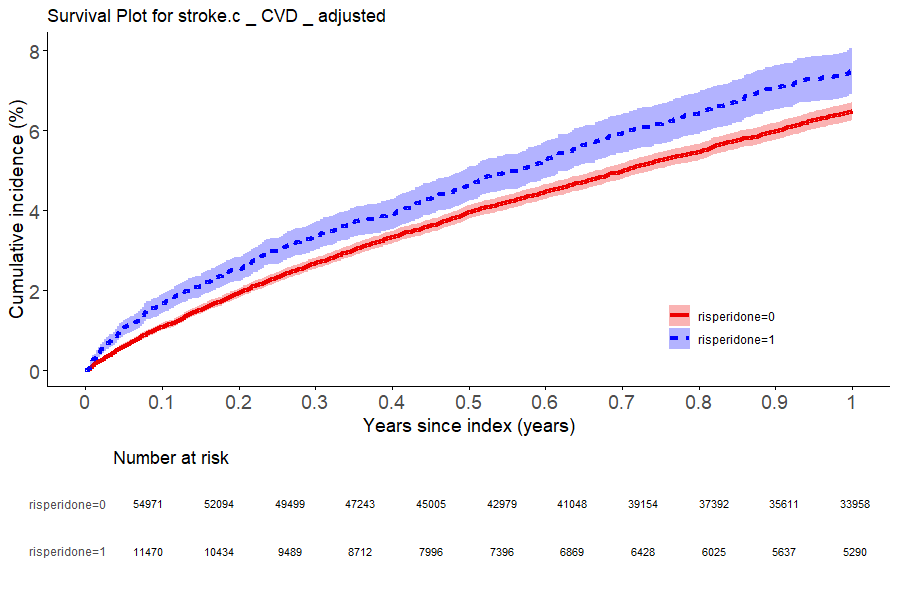 Survival Plot for stroke.c _ CVD _ adjusted
Cumulative incidence (%)
8
6
4
2
0
risperidone=0
risperidone=1
0 0.1 0.2 0.3 0.4 0.5 0.6 0.7 0.8 0.9 1
Years since index (years)
Number at risk
risperidone=0 54971 52094 49499 47243 45005 42979 41048 39154 37392 35611 33958
risperidone=1 11470 10434 9489 8712 7996 7396 6869 6428 6025 5637 5290